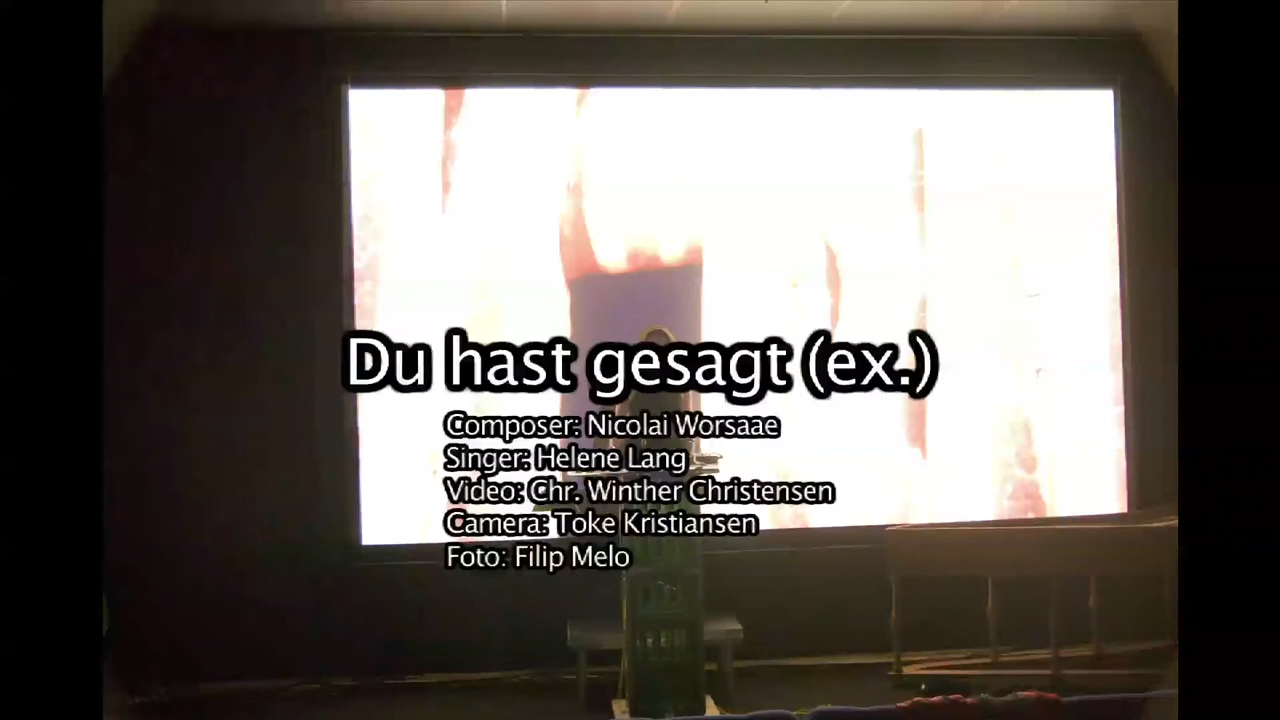 Du hast gesagt (ex.)
Composer: Nicolai Worsaae
Singer: Helene Lang
Video: Chr. Winther Christensen
Camera: Toke Kristiansen
Foto: Filip Melo